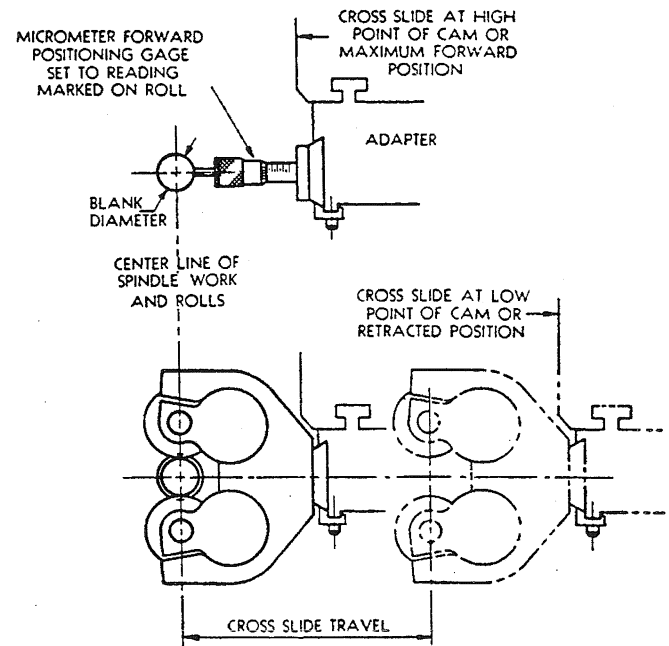 CROSS SLIDE AT HIGH
POINT OF CAM OR
MAXIMUM FORWARD
POSITION
MICROMETER FORWARD
POSITIONING GAGE
SET TO READING
MARKED ON ROLL
ADAPTER
BLANK
DIAMETER
CENTER LINE OF
SPINDLE WORK
AND ROLLS
CROSS SLIDE AT LOW
POINT OF CAM OR
RETRACTED POSITION
CROSS SLIDE TRAVEL